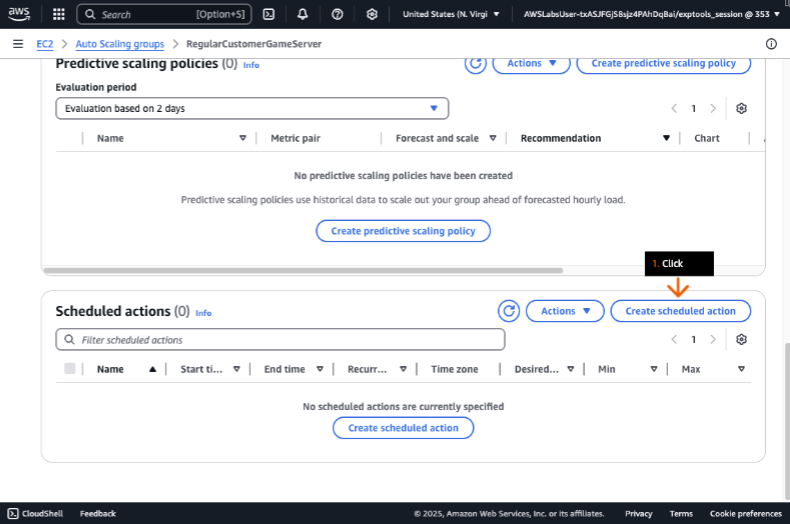 aws
Search
[Option+S]
United States (N. Virgi
AWSLabsUser-txASJFGjS8sjz4PAhDqBai/exptools_session @ 353
EC2
Auto Scaling groups
RegularCustomerGameServer
Predictive scaling policies (0)
Info
Actions
Create predictive scaling policy
Evaluation period
Evaluation based on 2 days
1
Name
Metric pair
Forecast and scale
Recommendation
Chart
No predictive scaling policies have been created
Predictive scaling policies use historical data to scale out your group ahead of forecasted hourly load.
Create predictive scaling policy
1. Click
Scheduled actions (0)
Info
Actions
Create scheduled action
Filter scheduled actions
1
Name
Start ti...
End time
Recurr...
Time zone
Desired...
Min
Max
No scheduled actions are currently specified
Create scheduled action
CloudShell
Feedback
© 2025, Amazon Web Services, Inc. or its affiliates.
Privacy
Terms
Cookie preferences